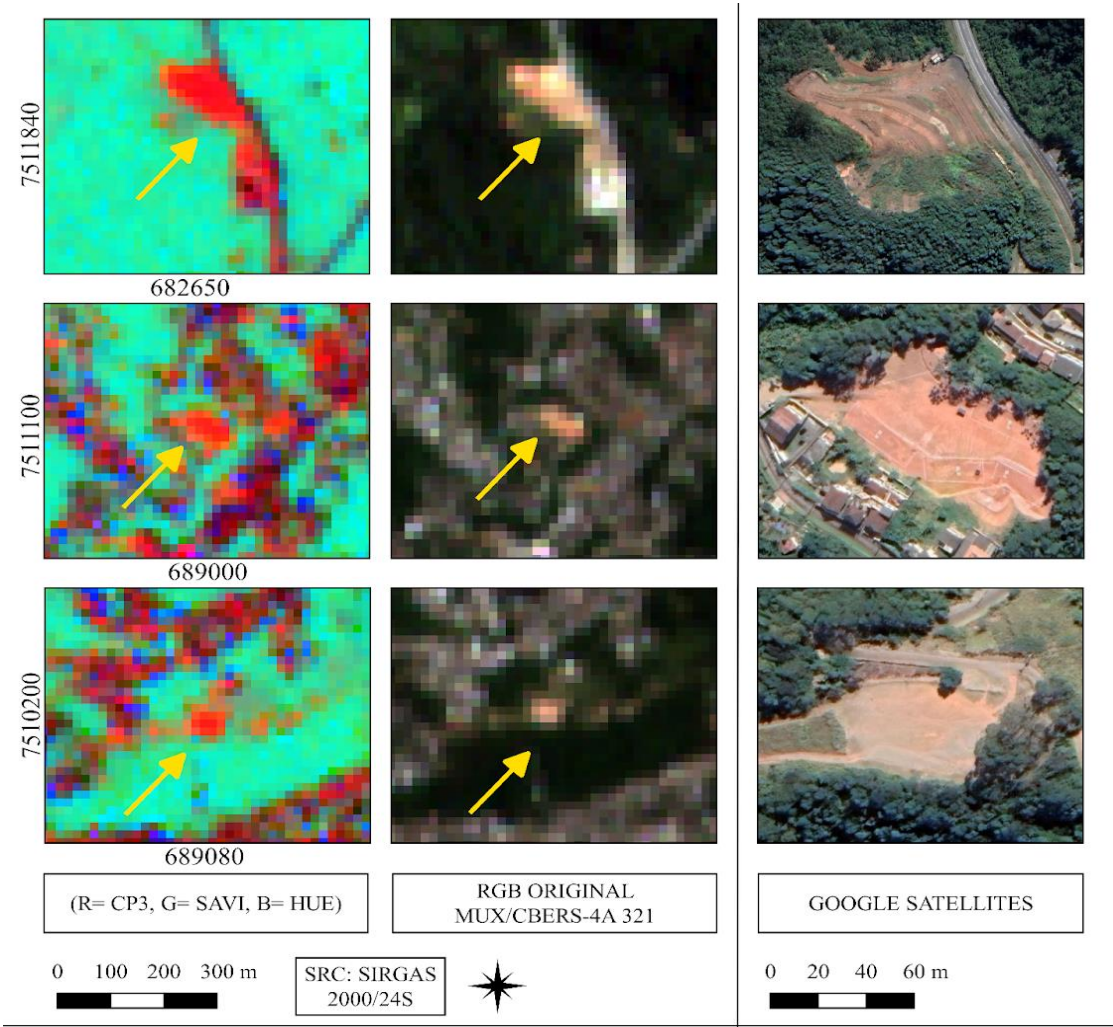 7511840
682650
7511100
689000
7510200
689080
(R= CP3, G= SAVI, B= HUE)
RGB ORIGINAL
MUX/CBERS-4A 321
GOOGLE SATELLITES
0 100 200 300 m
SRC: SIRGAS
2000/24S
0 20 40 60 m